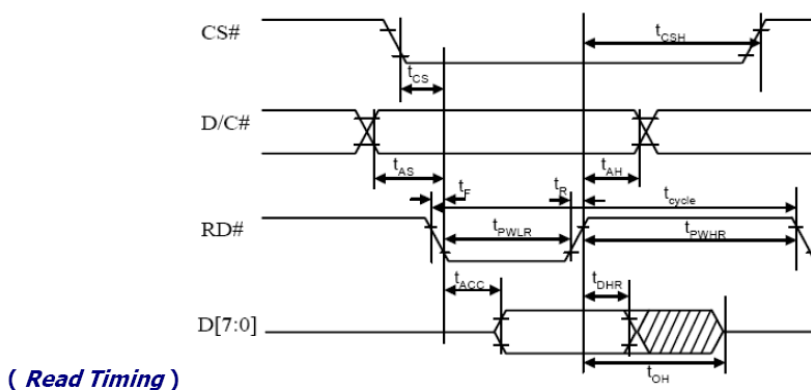 CS#
tCSH
tCS
D/C#
tAS
tAH
tF
tR
tcycle
RD#
tPWLR
tPWHR
tACC
tDHR
D[7:0]
tOH
( Read Timing )